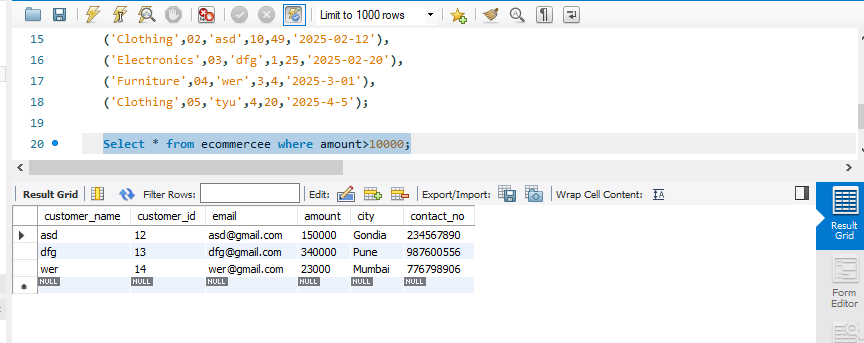 Limit to 1000 rows
15 ('Clothing',02,'asd',10,49,'2025-02-12'),
16 ('Electronics',03,'dfg',1,25,'2025-02-20'),
17 ('Furniture',04,'wer',3,4,'2025-3-01'),
18 ('Clothing',05,'tyu',4,20,'2025-4-5');
19
20 Select * from ecommercee where amount>10000;
Result Grid Filter Rows: Edit: Export/Import: Wrap Cell Content:
customer_name customer_id email amount city contact_no
asd 12 asd@gmail.com 150000 Gondia 234567890
dfg 13 dfg@gmail.com 340000 Pune 987600556
wer 14 wer@gmail.com 23000 Mumbai 776798906
NULL NULL NULL NULL NULL NULL
Result
Grid
Form
Editor